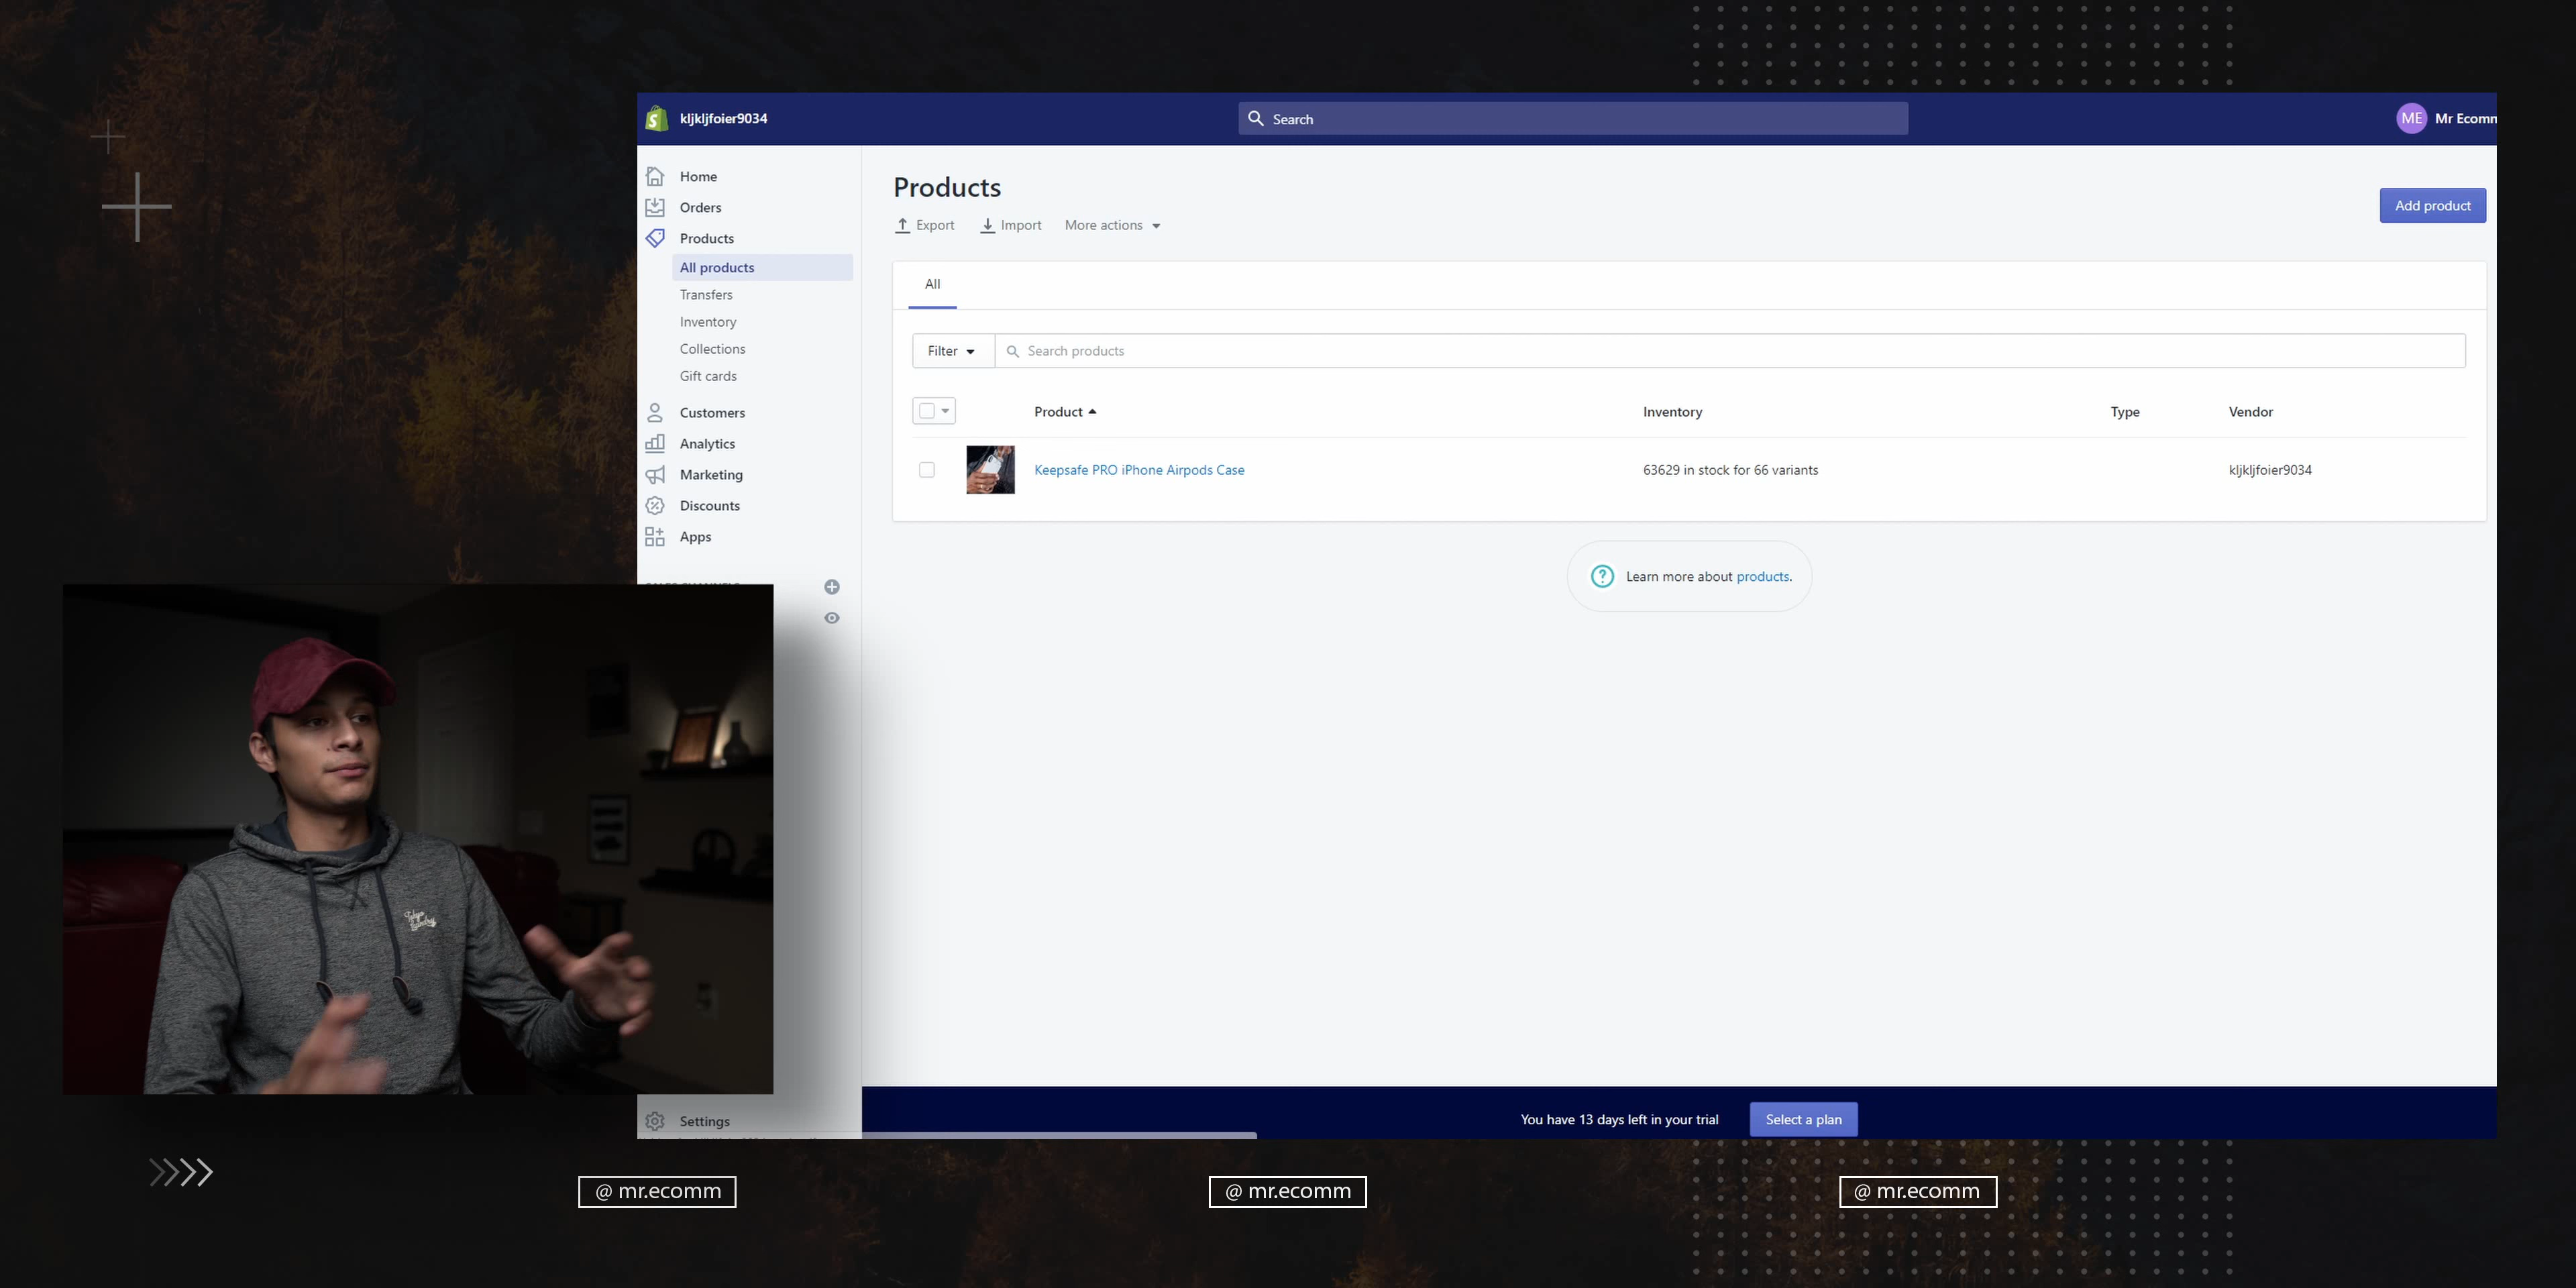 kljkljfoier9034
Search
ME
Mr Ecomm
Home
Orders
Products
All products
Transfers
Inventory
Collections
Gift cards
Customers
Analytics
Marketing
Discounts
Apps
Settings
Products
Export
Import
More actions
Add product
All
Filter
Search products
Product
Inventory
Type
Vendor
Keepsafe PRO iPhone Airpods Case
63629 in stock for 66 variants
kljkljfoier9034
Learn more about products.
You have 13 days left in your trial
Select a plan
@ mr.ecomm
@ mr.ecomm
@ mr.ecomm